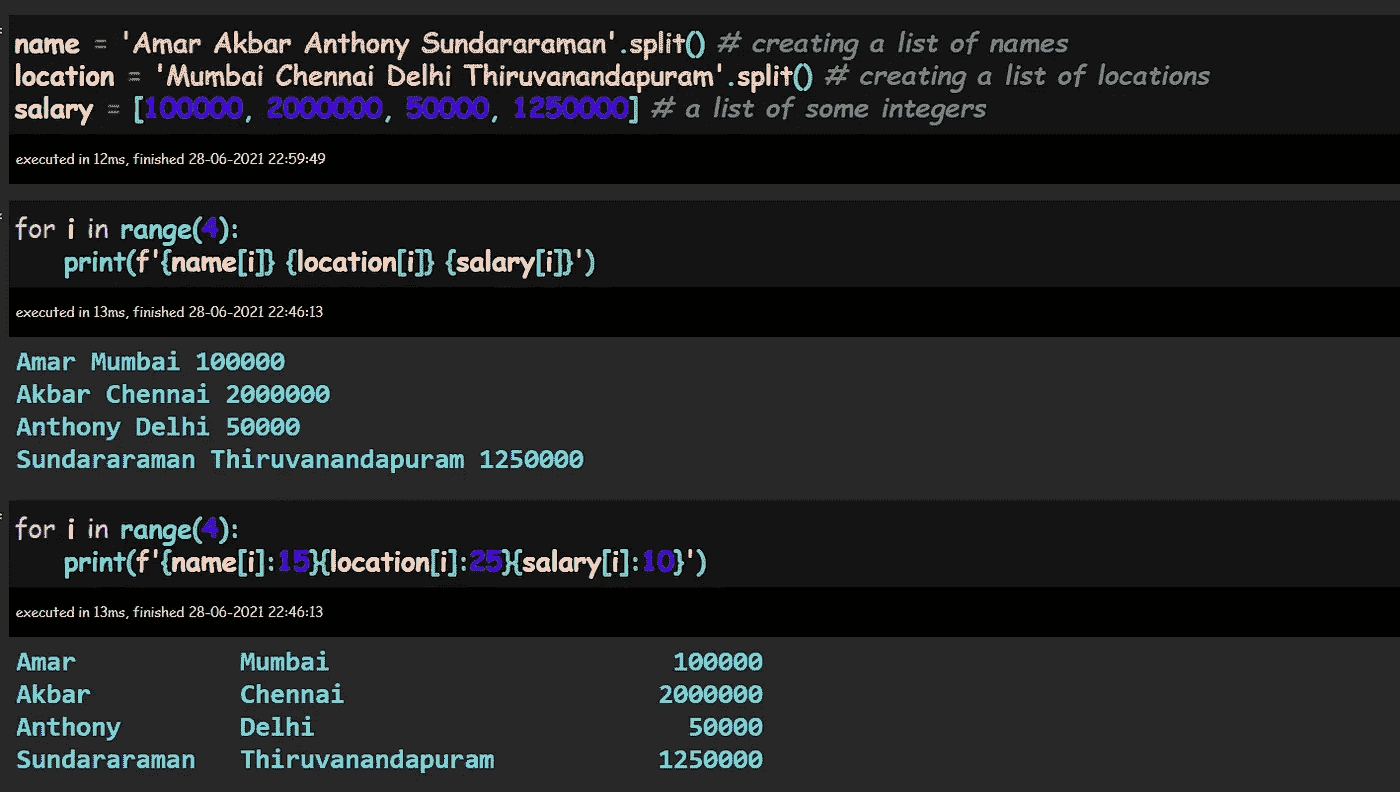 name = 'Amar Akbar Anthony Sundararaman'.split() # creating a list of names
location = 'Mumbai Chennai Delhi Thiruvanandapuram'.split() # creating a list of locations
salary = [100000, 2000000, 50000, 1250000] # a list of some integers
executed in 12ms, finished 28-06-2021 22:59:49
for i in range(4):
    print(f'{name[i]} {location[i]} {salary[i]}')
executed in 13ms, finished 28-06-2021 22:46:13
Amar Mumbai 100000
Akbar Chennai 2000000
Anthony Delhi 50000
Sundararaman Thiruvanandapuram 1250000
for i in range(4):
    print(f'{name[i]:15}{location[i]:25}{salary[i]:10}')
executed in 13ms, finished 28-06-2021 22:46:13
Amar           Mumbai                       100000
Akbar          Chennai                     2000000
Anthony        Delhi                         50000
Sundararaman   Thiruvanandapuram           1250000